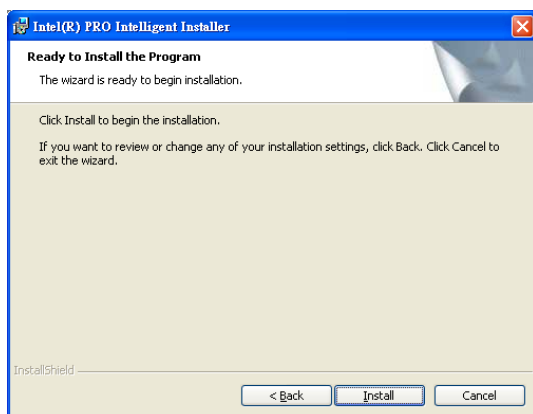 Intel(R) PRO Intelligent Installer
Ready to Install the Program
The wizard is ready to begin installation.
Click Install to begin the installation.
If you want to review or change any of your installation settings, click Back. Click Cancel to
exit the wizard.
InstallShield
< Back
Install
Cancel